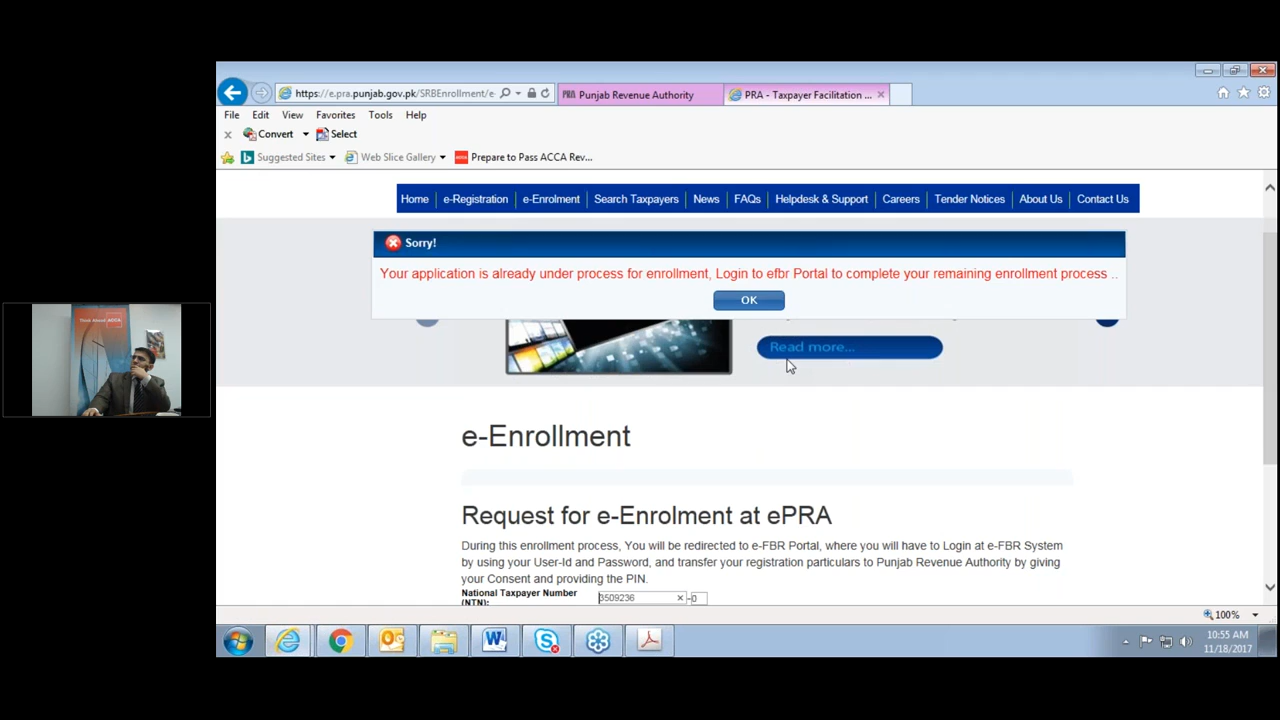 https://e.pra.punjab.gov.pk/SRBEnrollment/e
PRA Punjab Revenue Authority
PRA - Taxpayer Facilitation ...
File Edit View Favorites Tools Help
Convert Select
Suggested Sites Web Slice Gallery Prepare to Pass ACCA Rev...
Home e-Registration e-Enrolment Search Taxpayers News FAQs Helpdesk & Support Careers Tender Notices About Us Contact Us
Sorry!
Your application is already under process for enrollment, Login to efbr Portal to complete your remaining enrollment process ..
OK
Read more...
Think Ahead ACCA
e-Enrollment
Request for e-Enrolment at ePRA
During this enrollment process, You will be redirected to e-FBR Portal, where you will have to Login at e-FBR System
by using your User-Id and Password, and transfer your registration particulars to Punjab Revenue Authority by giving
your Consent and providing the PIN.
National Taxpayer Number
(NTN):
3509236 - 0
100%
10:55 AM
11/18/2017